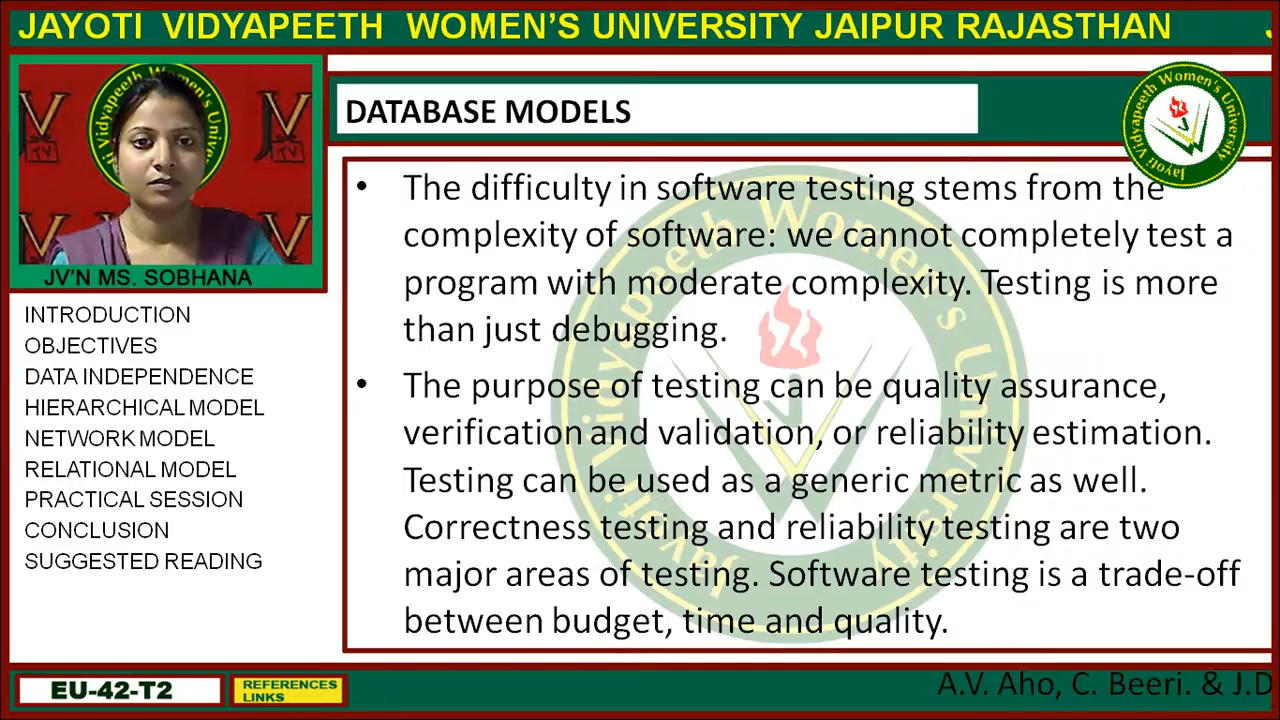 JAYOTI VIDYAPEETH WOMEN'S UNIVERSITY JAIPUR RAJASTHAN
DATABASE MODELS
Jayoti Vidyapeeth Women's University
JV'N MS. SOBHANA
INTRODUCTION
OBJECTIVES
DATA INDEPENDENCE
HIERARCHICAL MODEL
NETWORK MODEL
RELATIONAL MODEL
PRACTICAL SESSION
CONCLUSION
SUGGESTED READING
• The difficulty in software testing stems from the
complexity of software: we cannot completely test a
program with moderate complexity. Testing is more
than just debugging.
• The purpose of testing can be quality assurance,
verification and validation, or reliability estimation.
Testing can be used as a generic metric as well.
Correctness testing and reliability testing are two
major areas of testing. Software testing is a trade-off
between budget, time and quality.
EU-42-T2
REFERENCES
LINKS
A.V. Aho, C. Beeri. & J.D